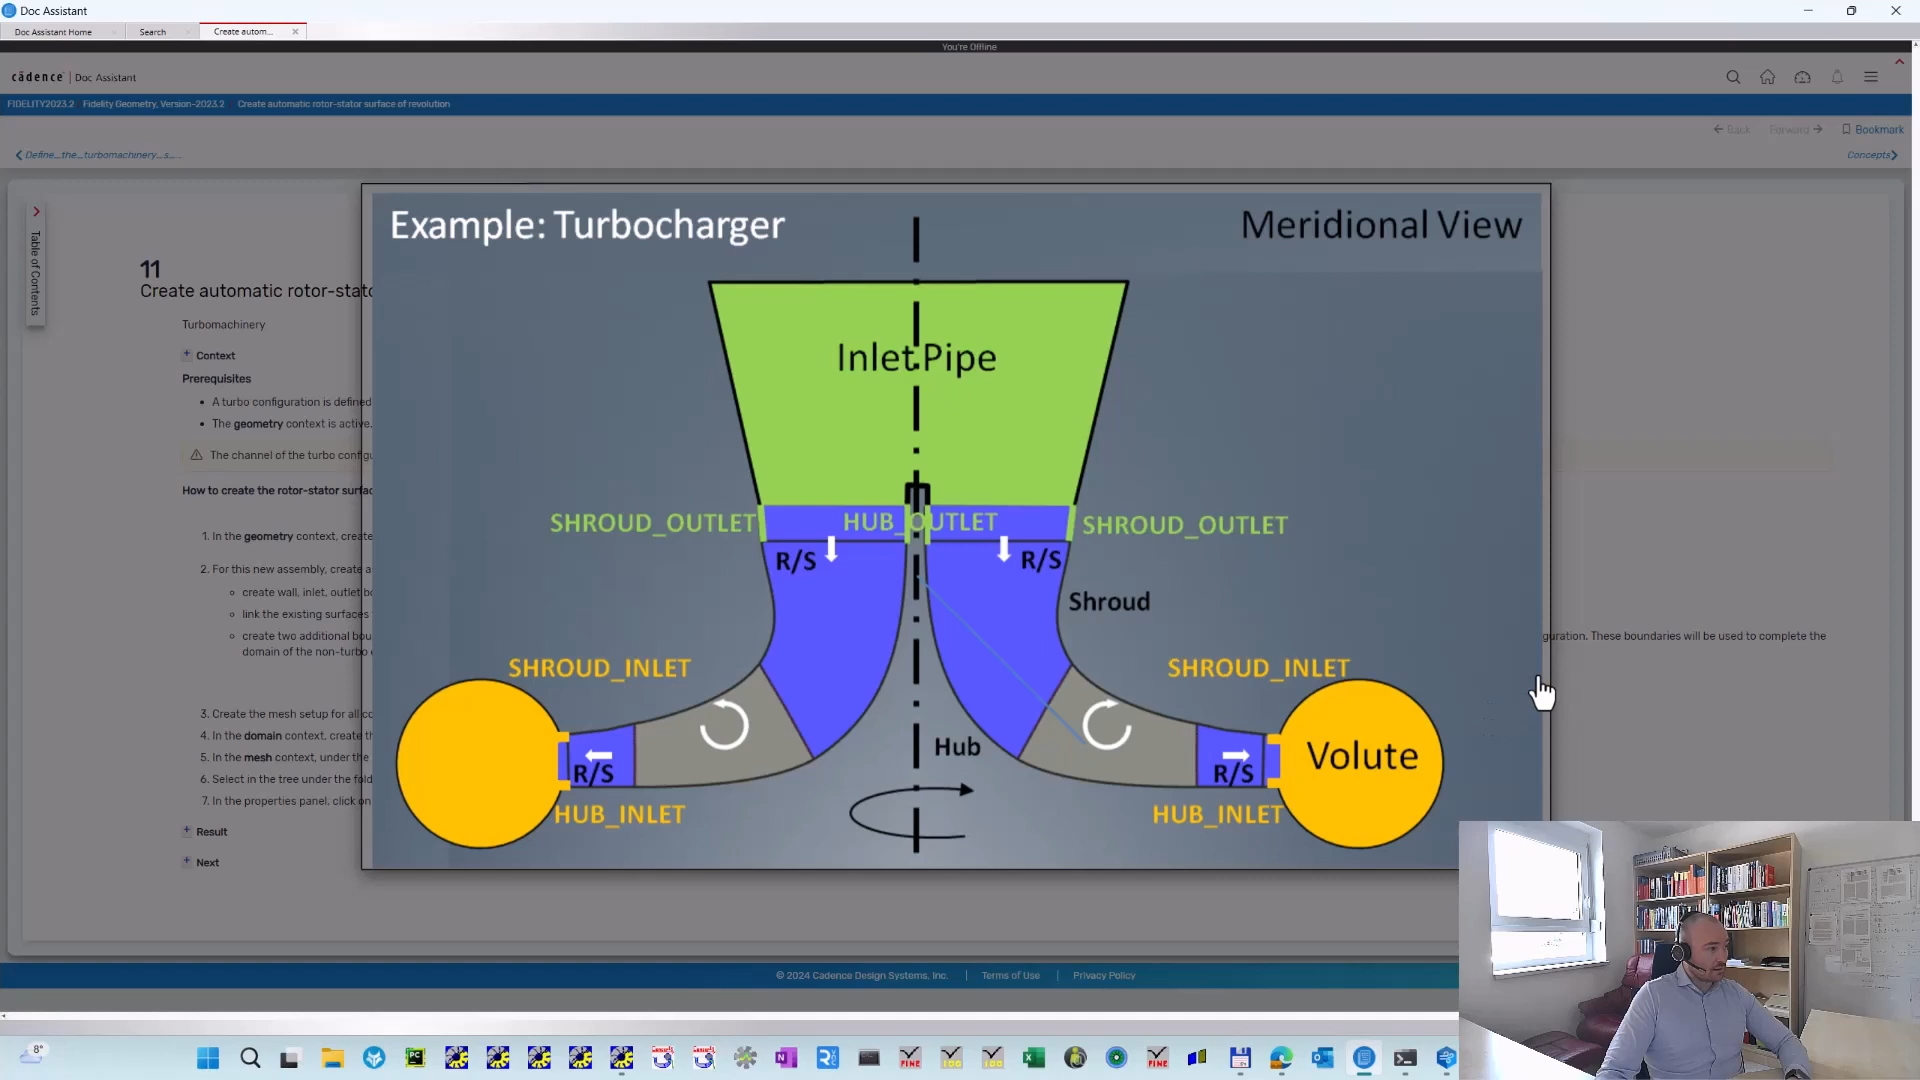 Doc Assistant
Doc Assistant Home
Search
Create autom...
You're Offline
cādence | Doc Assistant
FIDELITY2023.2 Fidelity Geometry, Version-2023.2 Create automatic rotor-stator surface of revolution
Back Forward Bookmark
Define_the_turbomachinery_s_...
Concepts
Table of Contents
11
Create automatic rotor-stato
Turbomachinery
+ Context
Prerequisites
• A turbo configuration is defined
• The geometry context is active.
The channel of the turbo config
How to create the rotor-stator surfac
1. In the geometry context, create
2. For this new assembly, create a
create wall, inlet, outlet bo
link the existing surfaces
create two additional bou
guration. These boundaries will be used to complete the
domain of the non-turbo
3. Create the mesh setup for all co
4. In the domain context, create th
5. In the mesh context, under the
6. Select in the tree under the fold
7. In the properties panel, click on
+ Result
+ Next
Example: Turbocharger
Meridional View
Inlet Pipe
SHROUD_OUTLET
HUB_OUTLET
SHROUD_OUTLET
R/S
R/S
Shroud
SHROUD_INLET
SHROUD_INLET
Hub
Volute
R/S
R/S
HUB_INLET
HUB_INLET
© 2024 Cadence Design Systems, Inc. | Terms of Use | Privacy Policy
8°